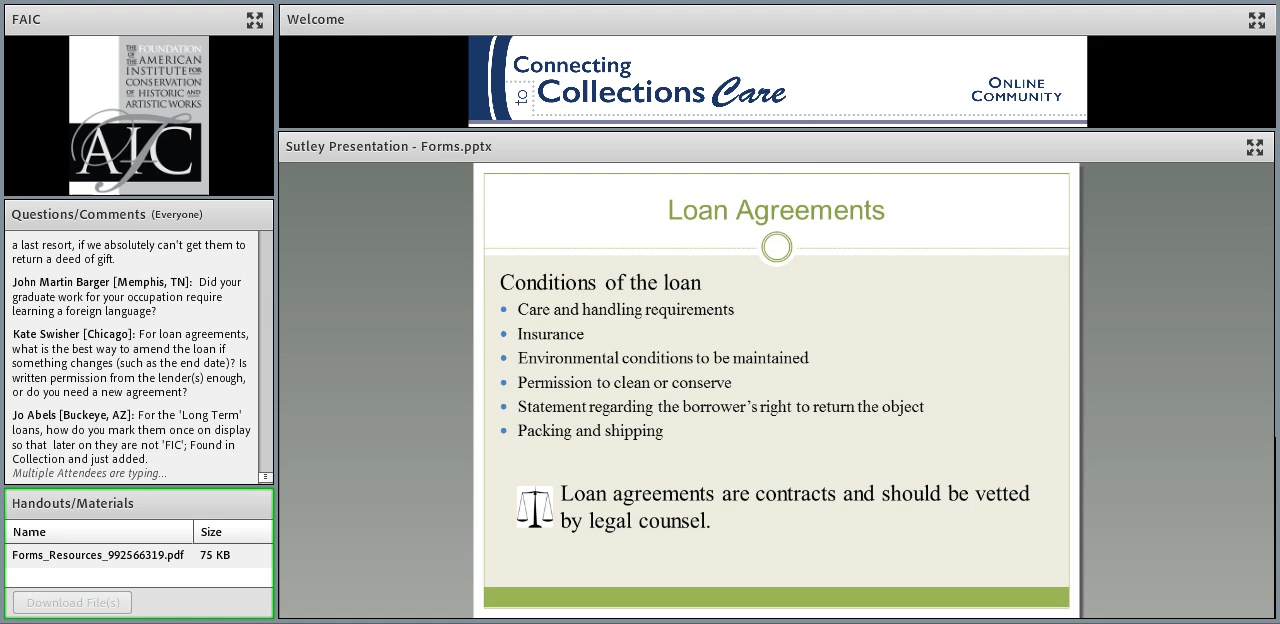 FAIC
THE FOUNDATION
OF THE AMERICAN
INSTITUTE FOR
CONSERVATION
OF HISTORIC AND
ARTISTIC WORKS
FAIC
Questions/Comments (Everyone)
a last resort, if we absolutely can't get them to
return a deed of gift.
John Martin Barger [Memphis, TN]: Did your
graduate work for your occupation require
learning a foreign language?
Kate Swisher [Chicago]: For loan agreements,
what is the best way to amend the loan if
something changes (such as the end date)? Is
written permission from the lender(s) enough,
or do you need a new agreement?
Jo Abels [Buckeye, AZ]: For the 'Long Term'
loans, how do you mark them once on display
so that later on they are not 'FIC'; Found in
Collection and just added.
Multiple Attendees are typing...
Handouts/Materials
Name Size
Forms_Resources_992566319.pdf 75 KB
Download File(s)
Welcome
Connecting
to Collections Care
ONLINE
COMMUNITY
Sutley Presentation - Forms.pptx
Loan Agreements
Conditions of the loan
• Care and handling requirements
• Insurance
• Environmental conditions to be maintained
• Permission to clean or conserve
• Statement regarding the borrower's right to return the object
• Packing and shipping
Loan agreements are contracts and should be vetted
by legal counsel.